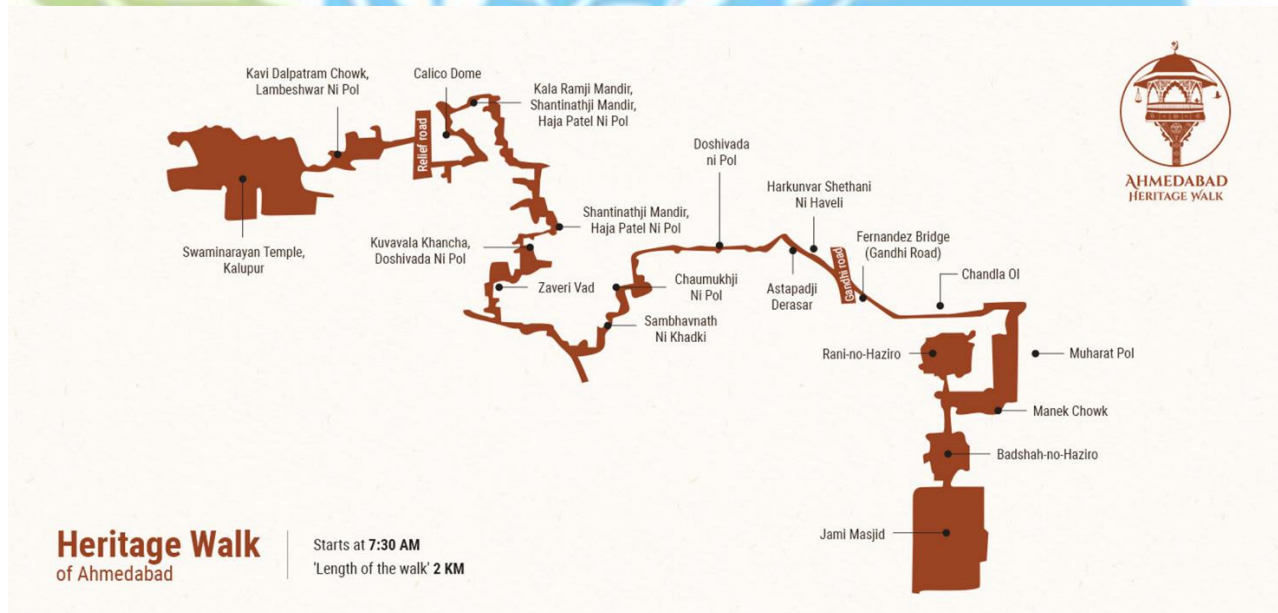 Kavi Dalpatram Chowk,
Lambeshwar Ni Pol
Calico Dome
Kala Ramji Mandir,
Shantinathji Mandir,
Haja Patel Ni Pol
Relief road
Swaminarayan Temple,
Kalupur
Shantinathji Mandir,
Haja Patel Ni Pol
Kuvavala Khancha,
Doshivada Ni Pol
Zaveri Vad
Chaumukhji
Ni Pol
Sambhavnath
Ni Khadki
Doshivada
ni Pol
Harkunvar Shethani
Ni Haveli
Astapadji
Derasar
Gandhi road
Fernandez Bridge
(Gandhi Road)
Chandla Ol
Rani-no-Haziro
Muharat Pol
Manek Chowk
Badshah-no-Haziro
Jami Masjid
AHMEDABAD
HERITAGE WALK
Heritage Walk
of Ahmedabad
Starts at 7:30 AM
'Length of the walk' 2 KM